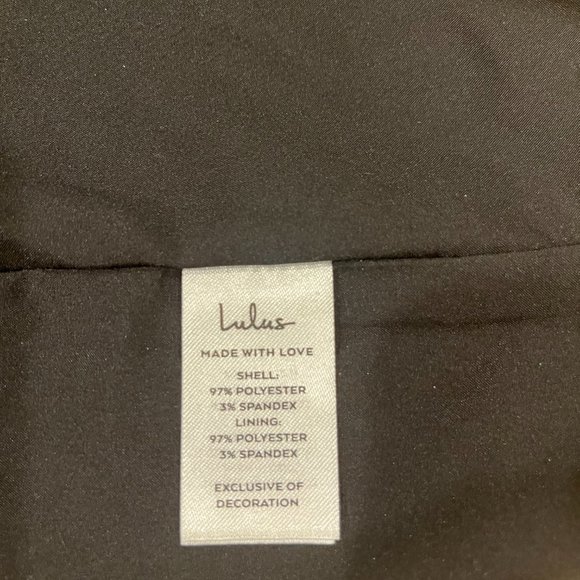 Lulus
MADE WITH LOVE
SHELL:
97% POLYESTER
3% SPANDEX
LINING:
97% POLYESTER
3% SPANDEX
EXCLUSIVE OF
DECORATION